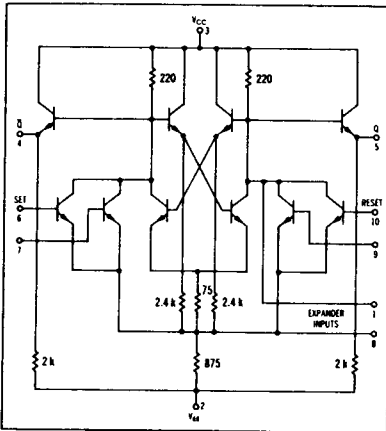 VCC
3
220
220
Q̄
4
Q
5
SET
6
7
RESET
10
9
2.4 k
75
2.4 k
EXPANDER
INPUTS
1
8
2 k
875
2 k
2
VEE